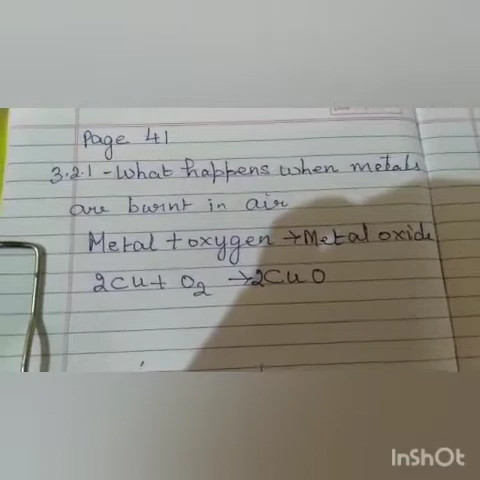 Page 41
3.2.1 - What happens when metals
are burnt in air
Metal + oxygen → Metal oxide
2Cu + O2 → 2CuO
InShOt